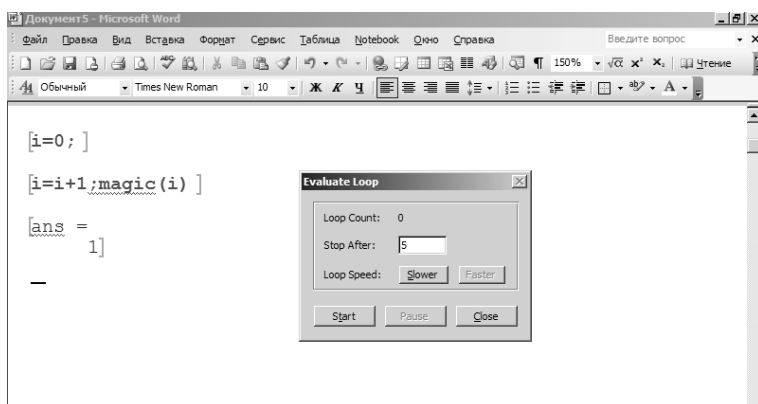 Документ5 - Microsoft Word
Файл Правка Вид Вставка Формат Сервис Таблица Notebook Окно Справка Введите вопрос
150% √α x² X₂ Чтение
Обычный Times New Roman 10 Ж К Ч
[i=0; ]
[i=i+1;magic(i) ]
[ans =
1]
Evaluate Loop
Loop Count: 0
Stop After: 5
Loop Speed: Slower Faster
Start Pause Close